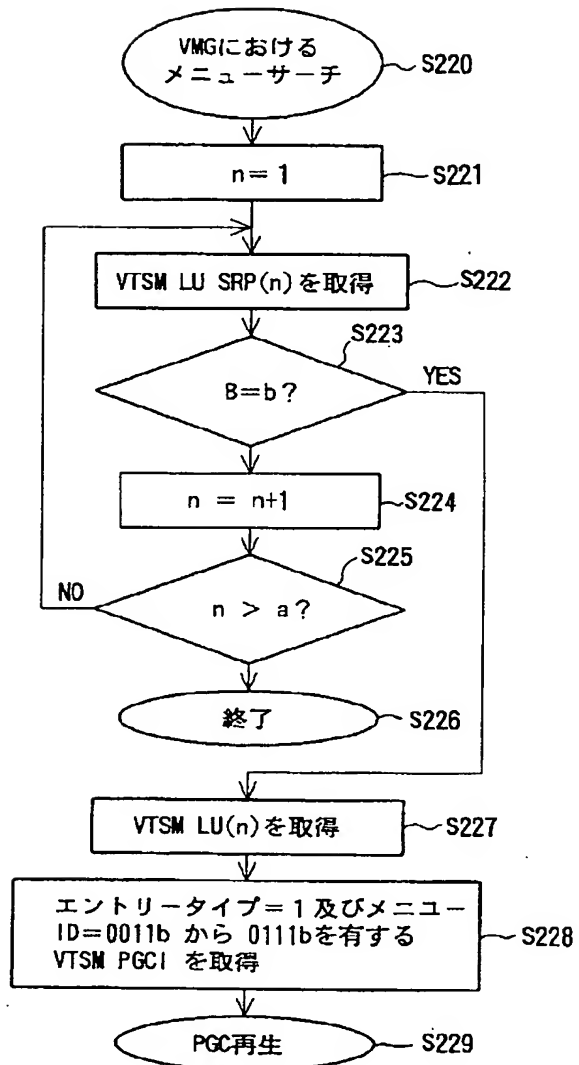 VMGにおける
メニューサーチ
S220
n=1
S221
VTSM LU SRP(n)を取得
S222
S223
B=b?
YES
n = n+1
S224
S225
NO
n > a?
終了
S226
VTSM LU(n)を取得
S227
エントリータイプ=1及びメニュー
ID=0011b から 0111bを有する
VTSM PGCI を取得
S228
PGC再生
S229